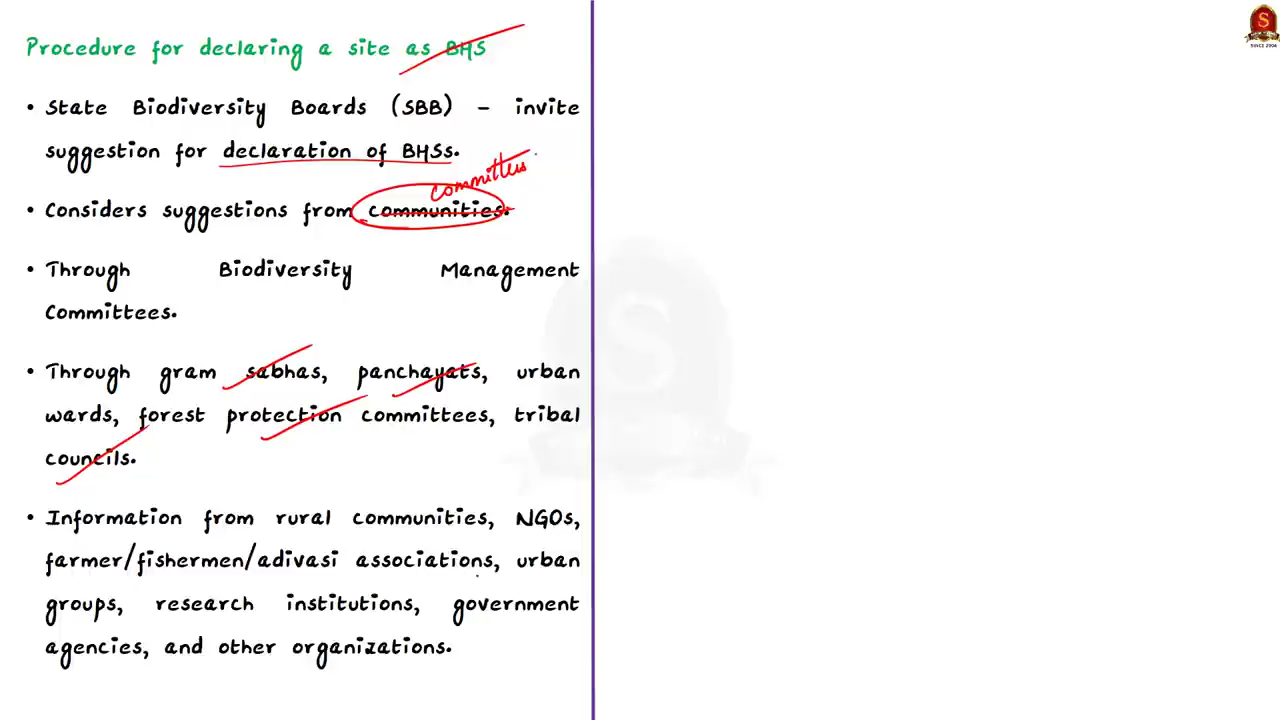 Procedure for declaring a site as BHS
• State Biodiversity Boards (SBB) - invite
suggestion for declaration of BHSs.
committees
• Considers suggestions from communities.
• Through Biodiversity Management
Committees.
• Through gram sabhas, panchayats, urban
wards, forest protection committees, tribal
councils.
• Information from rural communities, NGOs,
farmer/fishermen/adivasi associations, urban
groups, research institutions, government
agencies, and other organizations.
S
SINCE 2004